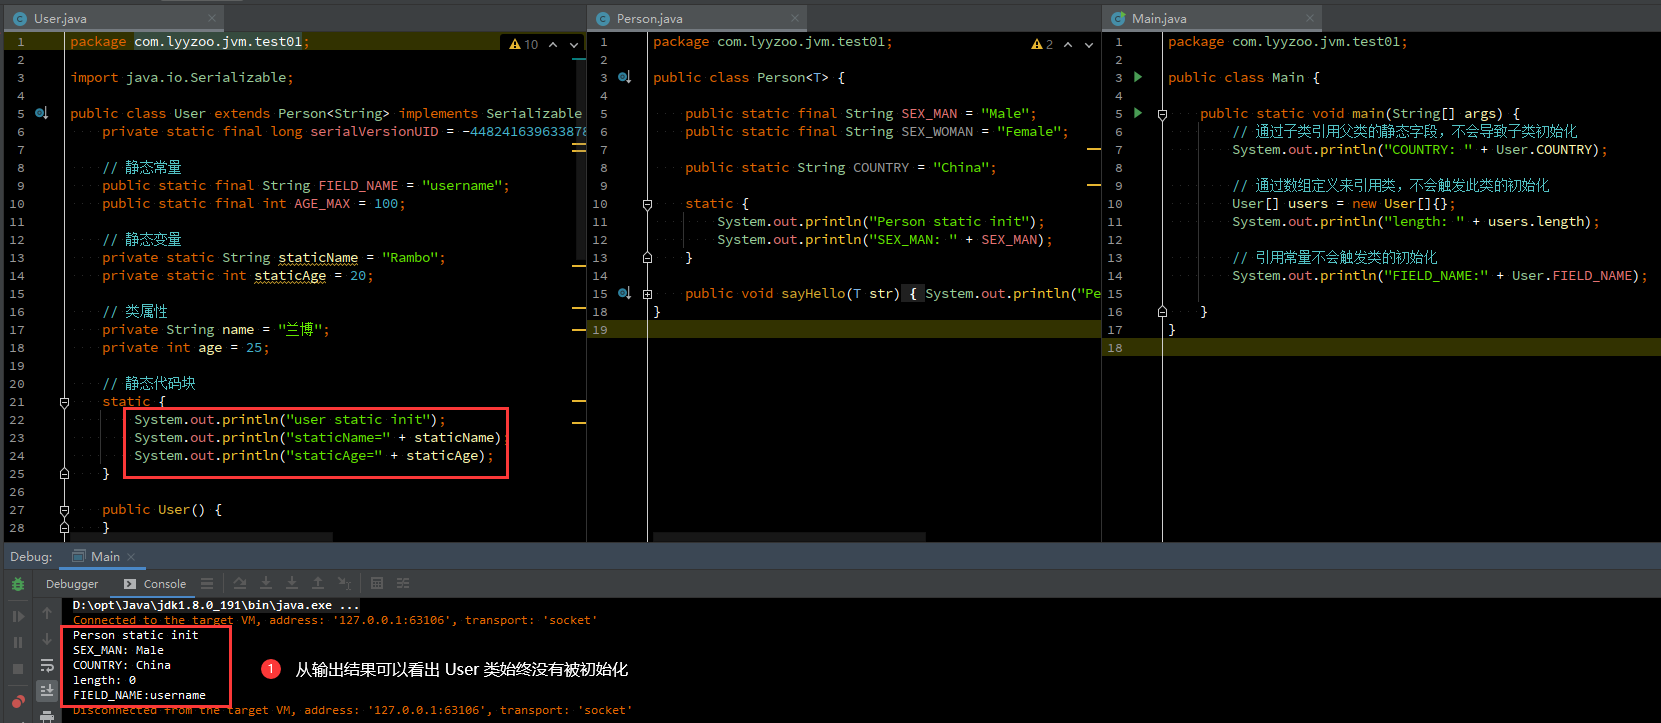 User.java
1 package com.lyyzoo.jvm.test01;
10
2
3 import java.io.Serializable;
4
5 public class User extends Person<String> implements Serializable
6 private static final long serialVersionUID = -448241639633878
7
8 // 静态常量
9 public static final String FIELD_NAME = "username";
10 public static final int AGE_MAX = 100;
11
12 // 静态变量
13 private static String staticName = "Rambo";
14 private static int staticAge = 20;
15
16 // 类属性
17 private String name = "兰博";
18 private int age = 25;
19
20 // 静态代码块
21 static {
22 System.out.println("user static init");
23 System.out.println("staticName=" + staticName);
24 System.out.println("staticAge=" + staticAge);
25 }
26
27 public User() {
28 }
Person.java
1 package com.lyyzoo.jvm.test01;
2
2
3 public class Person<T> {
4
5 public static final String SEX_MAN = "Male";
6 public static final String SEX_WOMAN = "Female";
7
8 public static String COUNTRY = "China";
9
10 static {
11 System.out.println("Person static init");
12 System.out.println("SEX_MAN: " + SEX_MAN);
13 }
14
15 public void sayHello(T str) { System.out.println("Pe
18 }
19
Main.java
1 package com.lyyzoo.jvm.test01;
2
3 public class Main {
4
5 public static void main(String[] args) {
6 // 通过子类引用父类的静态字段，不会导致子类初始化
7 System.out.println("COUNTRY: " + User.COUNTRY);
8
9 // 通过数组定义来引用类，不会触发此类的初始化
10 User[] users = new User[]{};
11 System.out.println("length: " + users.length);
12
13 // 引用常量不会触发类的初始化
14 System.out.println("FIELD_NAME:" + User.FIELD_NAME);
15
16 }
17 }
18
Debug: Main
Debugger Console
D:\opt\Java\jdk1.8.0_191\bin\java.exe ...
Connected to the target VM, address: '127.0.0.1:63106', transport: 'socket'
Person static init
SEX_MAN: Male
COUNTRY: China
length: 0
FIELD_NAME:username
1 从输出结果可以看出 User 类始终没有被初始化
Disconnected from the target VM, address: '127.0.0.1:63106', transport: 'socket'